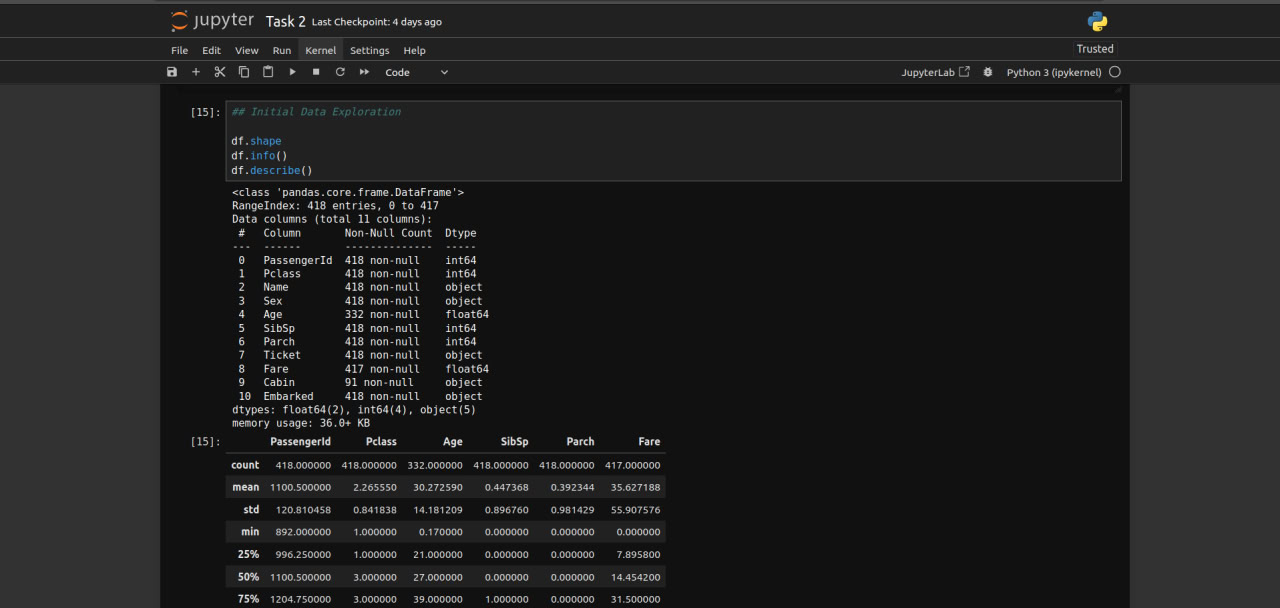 jupyter Task 2 Last Checkpoint: 4 days ago
File Edit View Run Kernel Settings Help
Trusted
Code
JupyterLab
Python 3 (ipykernel)
[15]:
## Initial Data Exploration
df.shape
df.info()
df.describe()
<class 'pandas.core.frame.DataFrame'>
RangeIndex: 418 entries, 0 to 417
Data columns (total 11 columns):
# Column Non-Null Count Dtype
--- ------ -------------- -----
0 PassengerId 418 non-null int64
1 Pclass 418 non-null int64
2 Name 418 non-null object
3 Sex 418 non-null object
4 Age 332 non-null float64
5 SibSp 418 non-null int64
6 Parch 418 non-null int64
7 Ticket 418 non-null object
8 Fare 417 non-null float64
9 Cabin 91 non-null object
10 Embarked 418 non-null object
dtypes: float64(2), int64(4), object(5)
memory usage: 36.0+ KB
[15]: PassengerId Pclass Age SibSp Parch Fare
count 418.000000 418.000000 332.000000 418.000000 418.000000 417.000000
mean 1100.500000 2.265550 30.272590 0.447368 0.392344 35.627188
std 120.810458 0.841838 14.181209 0.896760 0.981429 55.907576
min 892.000000 1.000000 0.170000 0.000000 0.000000 0.000000
25% 996.250000 1.000000 21.000000 0.000000 0.000000 7.895800
50% 1100.500000 3.000000 27.000000 0.000000 0.000000 14.454200
75% 1204.750000 3.000000 39.000000 1.000000 0.000000 31.500000